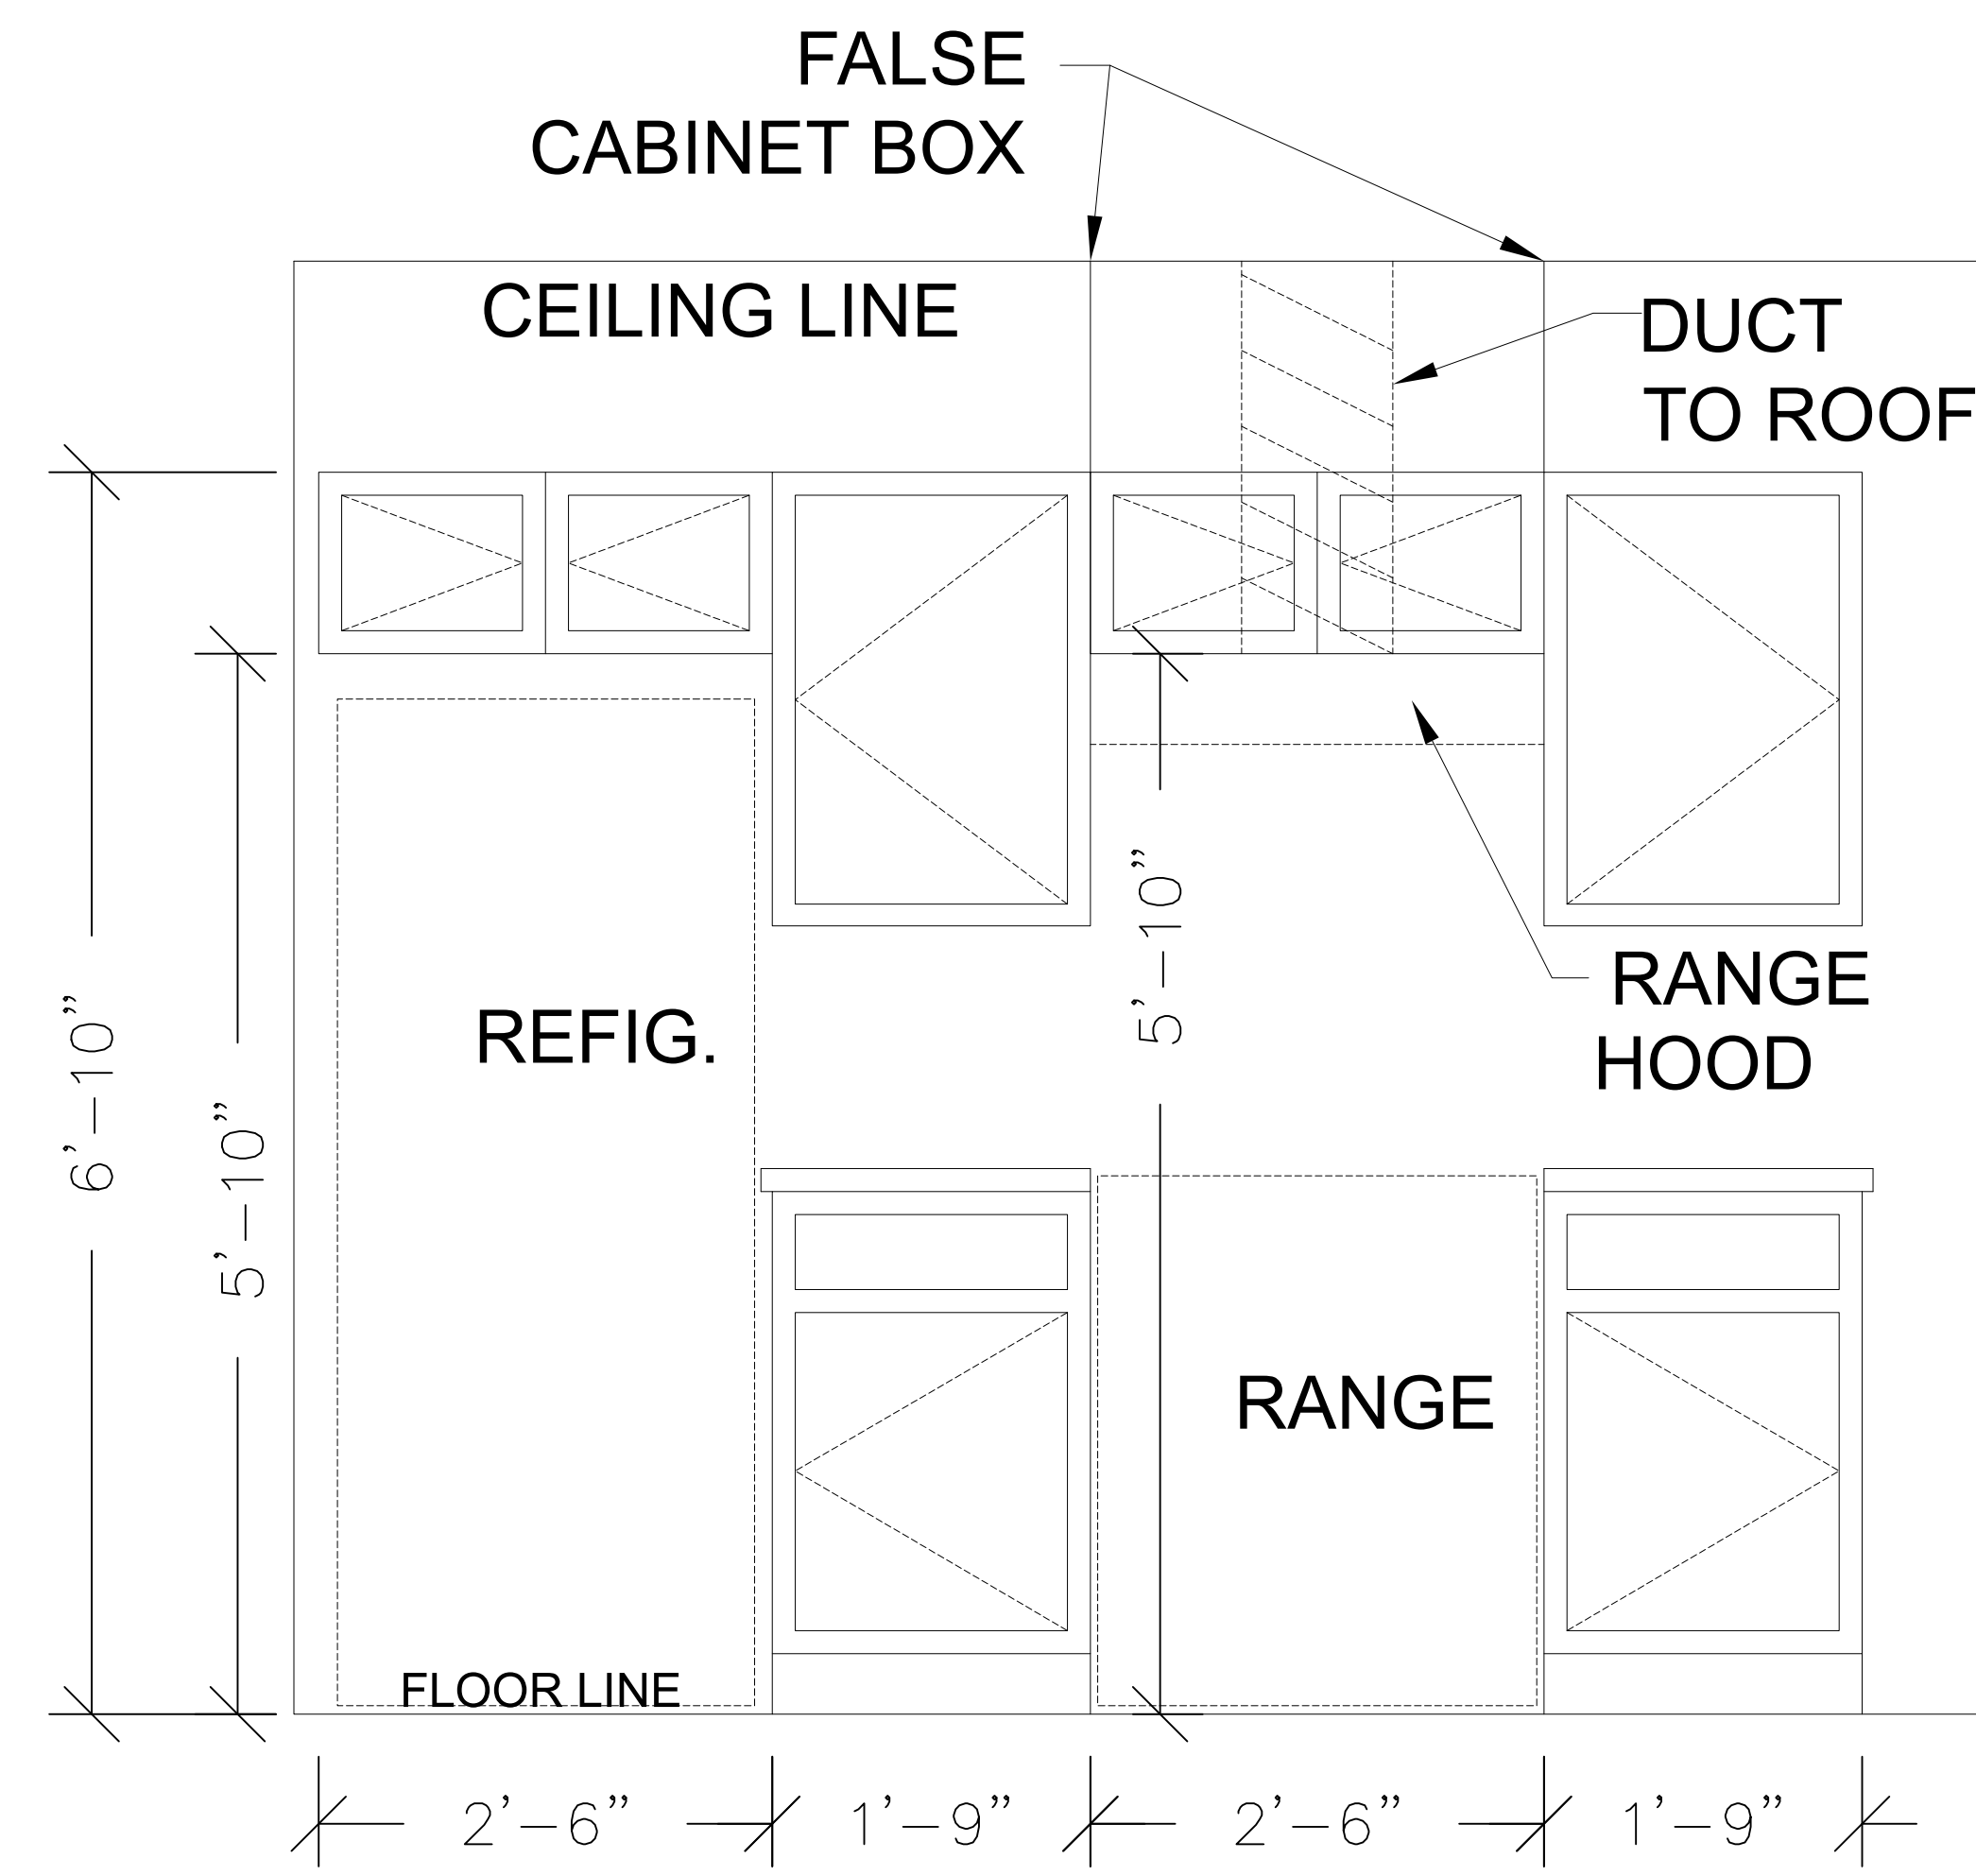 FALSE
CABINET BOX
CEILING LINE
DUCT
TO ROOF
6'-10"
5'-10"
5'-10"
REFIG.
RANGE
HOOD
RANGE
FLOOR LINE
2'-6"
1'-9"
2'-6"
1'-9"